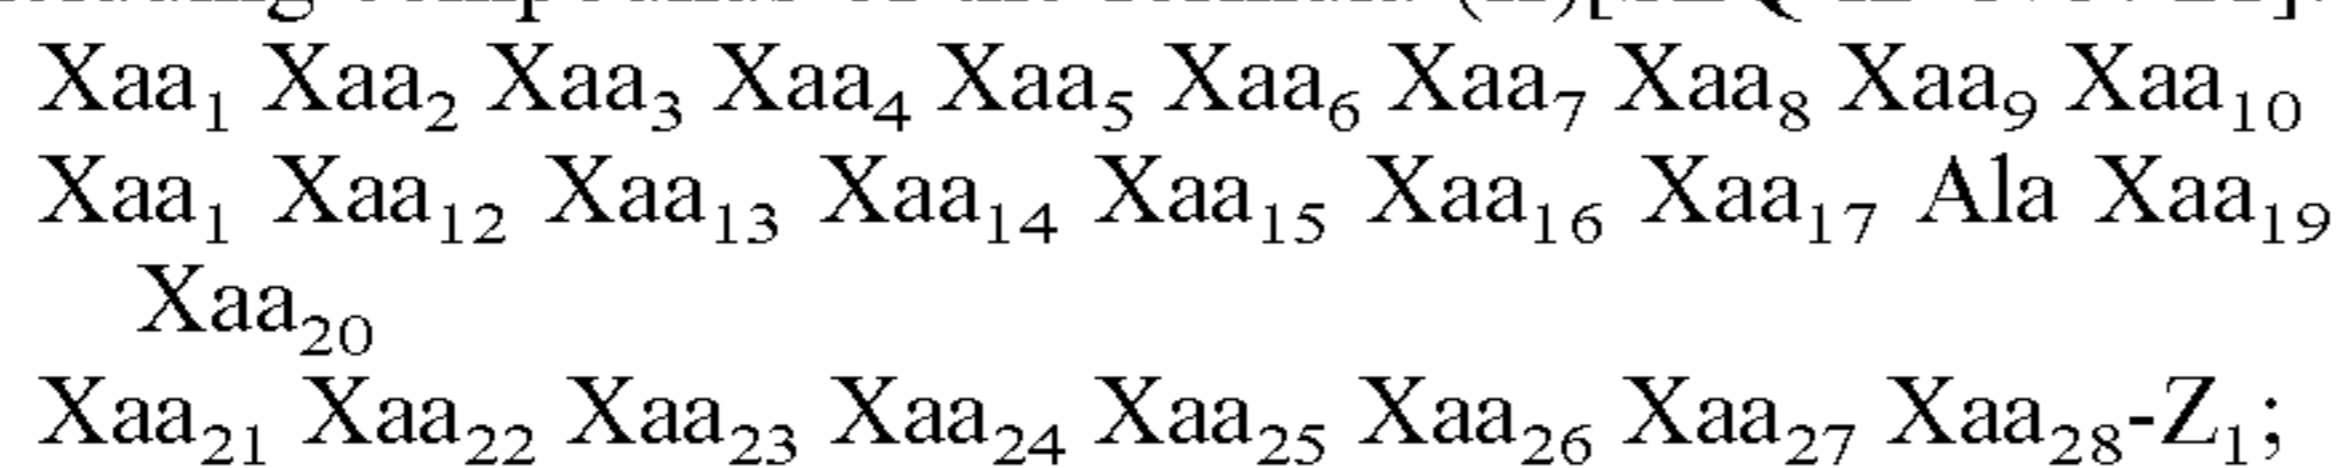 Xaa₁ Xaa₂ Xaa₃ Xaa₄ Xaa₅ Xaa₆ Xaa₇ Xaa₈ Xaa₉ Xaa₁₀
Xaa₁ Xaa₁₂ Xaa₁₃ Xaa₁₄ Xaa₁₅ Xaa₁₆ Xaa₁₇ Ala Xaa₁₉
Xaa₂₀
Xaa₂₁ Xaa₂₂ Xaa₂₃ Xaa₂₄ Xaa₂₅ Xaa₂₆ Xaa₂₇ Xaa₂₈-Z₁;